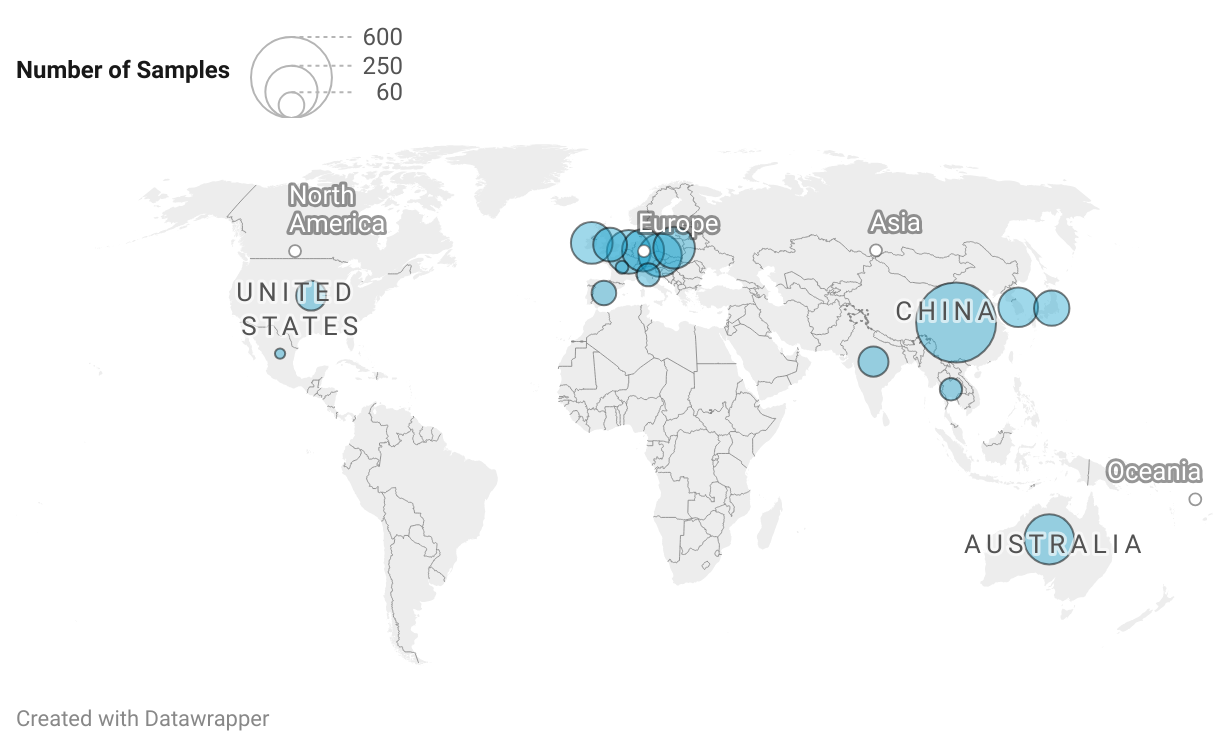 Number of Samples
600
250
60
North
America
Europe
Asia
UNITED
STATES
CHINA
Oceania
AUSTRALIA
Created with Datawrapper